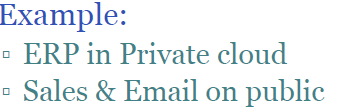 Example:
▫ ERP in Private cloud
▫ Sales & Email on public